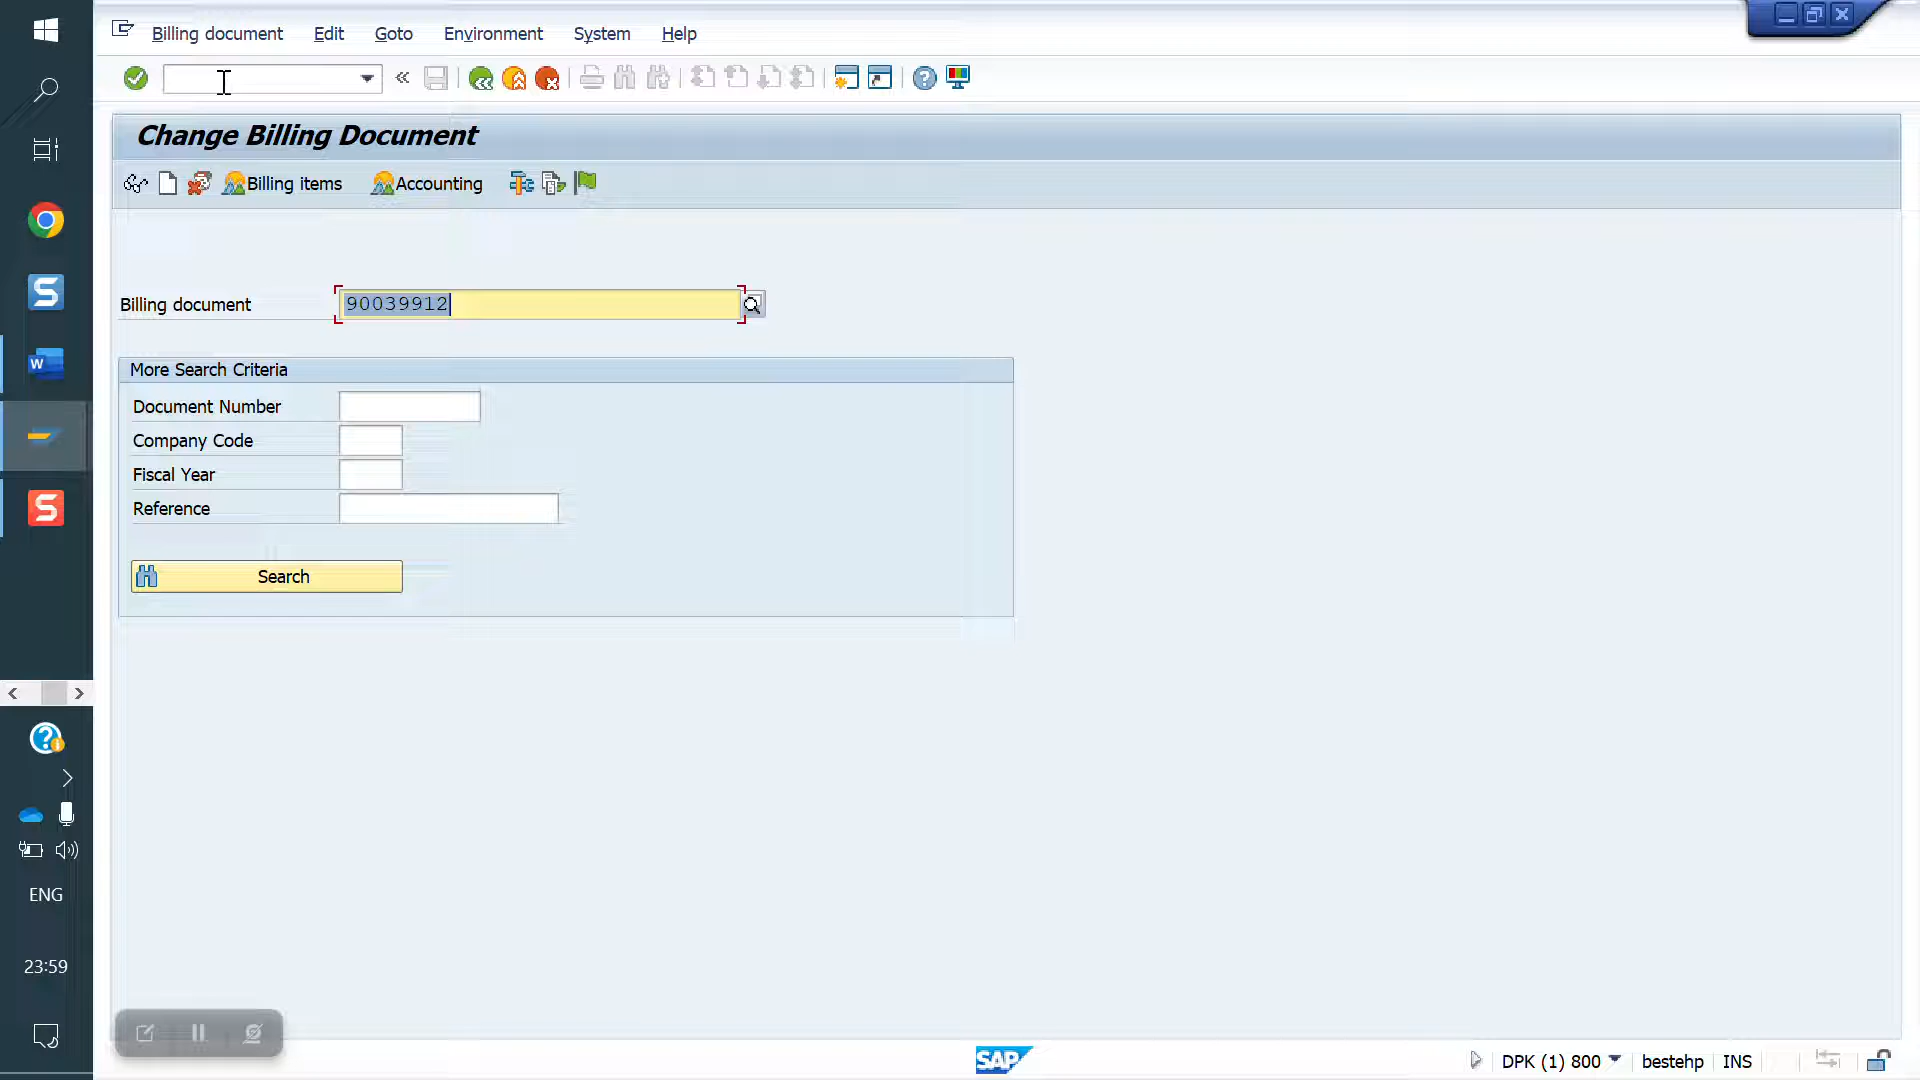 Billing document Edit Goto Environment System Help
Change Billing Document
Billing items Accounting
Billing document 90039912
More Search Criteria
Document Number
Company Code
Fiscal Year
Reference
Search
ENG
23:59
SAP DPK (1) 800 bestehp INS